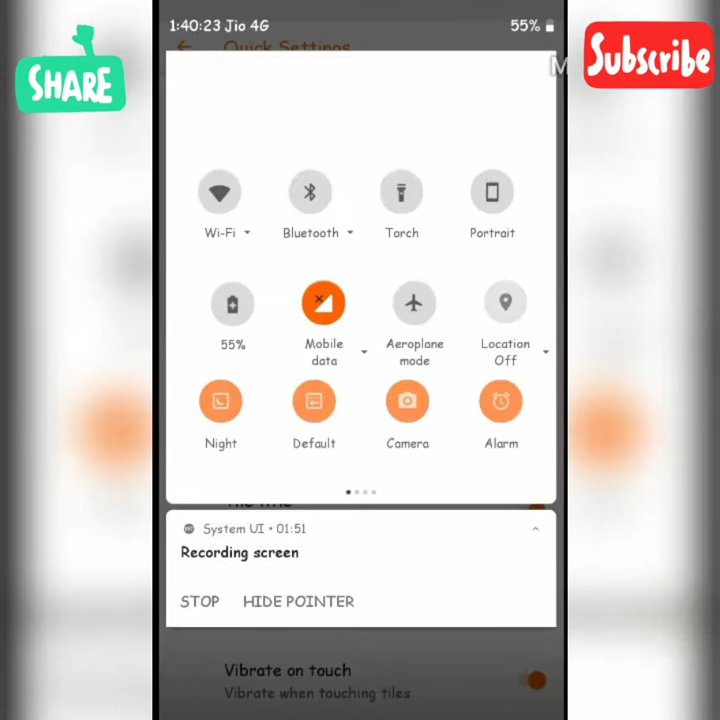 1:40:23 Jio 4G
55%
SHARE
Subscribe
Quick Settings
M
Wi-Fi
Bluetooth
Torch
Portrait
55%
Mobile data
Aeroplane mode
Location Off
Night
Default
Camera
Alarm
System UI • 01:51
Recording screen
STOP
HIDE POINTER
Vibrate on touch
Vibrate when touching tiles